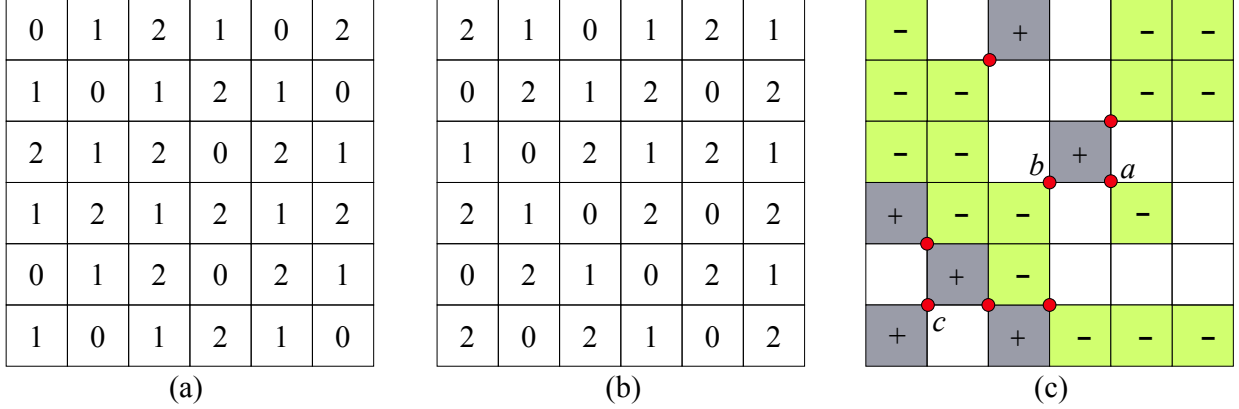 0 1 2 1 0 2 2 1 0 1 2 1 - + - -
1 0 1 2 1 0 0 2 1 2 0 2 - - - -
2 1 2 0 2 1 1 0 2 1 2 1 - - b + a
1 2 1 2 1 2 2 1 0 2 0 2 + - - -
0 1 2 0 2 1 0 2 1 0 2 1 + -
1 0 1 2 1 0 2 0 2 1 0 2 + c + - - -
(a) (b) (c)